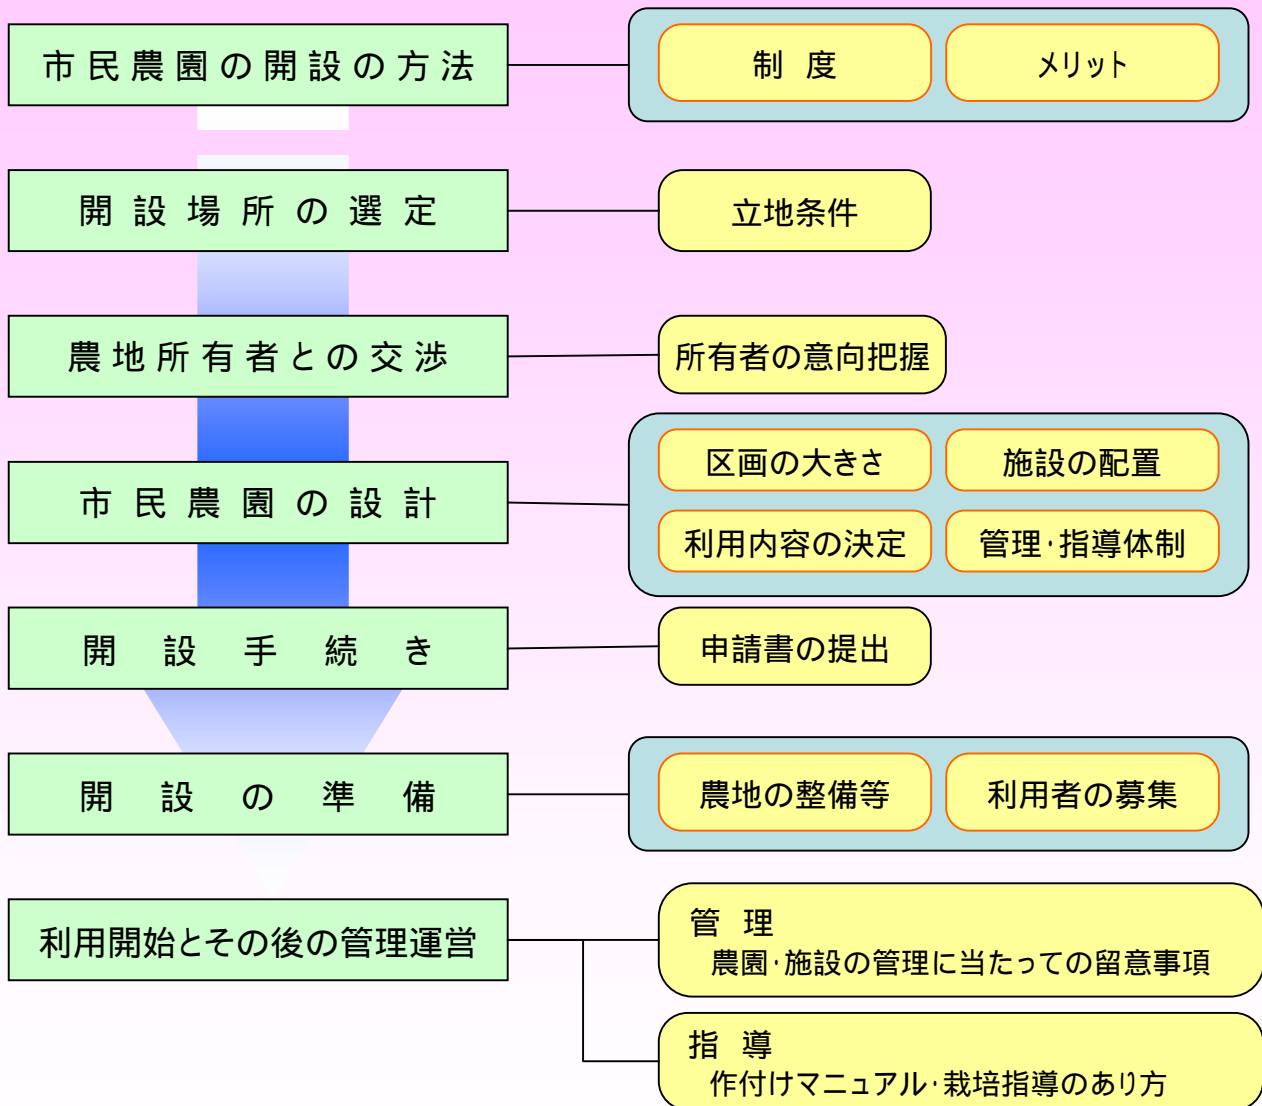 市民農園の開設の方法
制度
メリット
開設場所の選定
立地条件
農地所有者との交渉
所有者の意向把握
市民農園の設計
区画の大きさ
施設の配置
利用内容の決定
管理・指導体制
開設手続き
申請書の提出
開設の準備
農地の整備等
利用者の募集
利用開始とその後の管理運営
管理
農園・施設の管理に当たっての留意事項
指導
作付けマニュアル・栽培指導のあり方